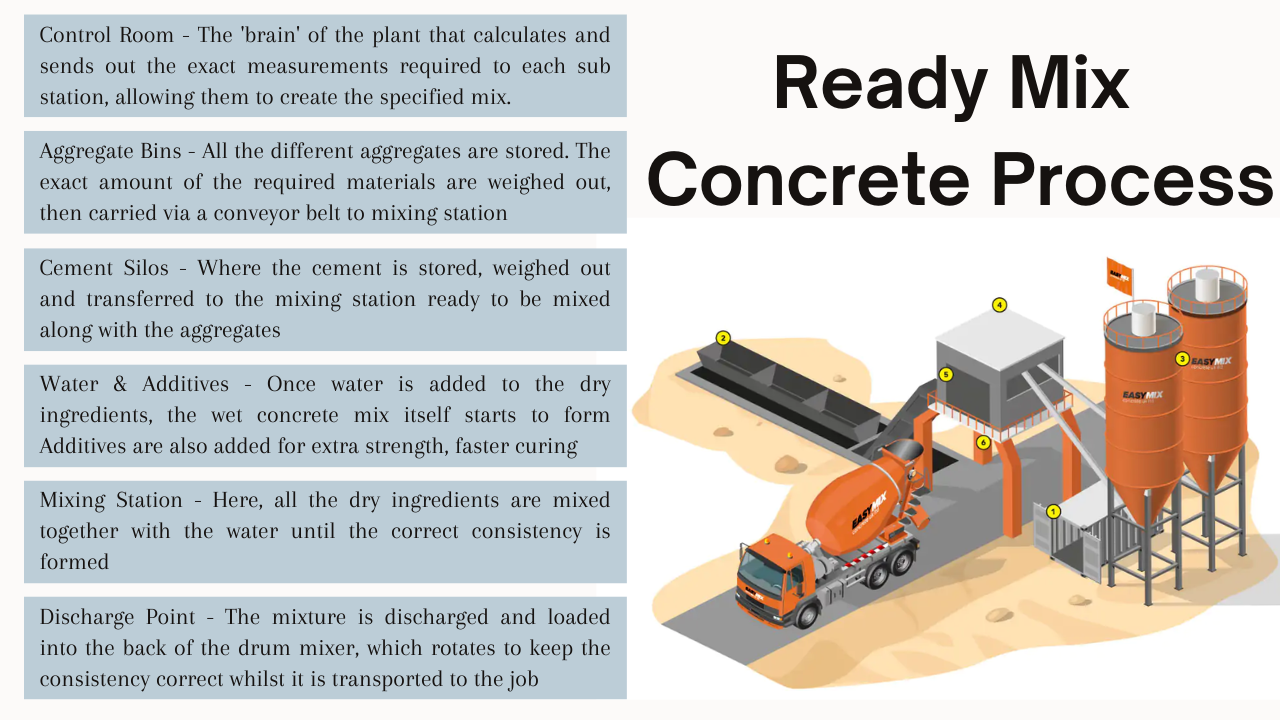 Control Room - The 'brain' of the plant that calculates and
sends out the exact measurements required to each sub
station, allowing them to create the specified mix.
Aggregate Bins - All the different aggregates are stored. The
exact amount of the required materials are weighed out,
then carried via a conveyor belt to mixing station
Cement Silos - Where the cement is stored, weighed out
and transferred to the mixing station ready to be mixed
along with the aggregates
Water & Additives - Once water is added to the dry
ingredients, the wet concrete mix itself starts to form
Additives are also added for extra strength, faster curing
Mixing Station - Here, all the dry ingredients are mixed
together with the water until the correct consistency is
formed
Discharge Point - The mixture is discharged and loaded
into the back of the drum mixer, which rotates to keep the
consistency correct whilst it is transported to the job
Ready Mix
Concrete Process
EASYMIX
4
2
3
EASYMIX
5
EASYMIX
6
EASYMIX
1